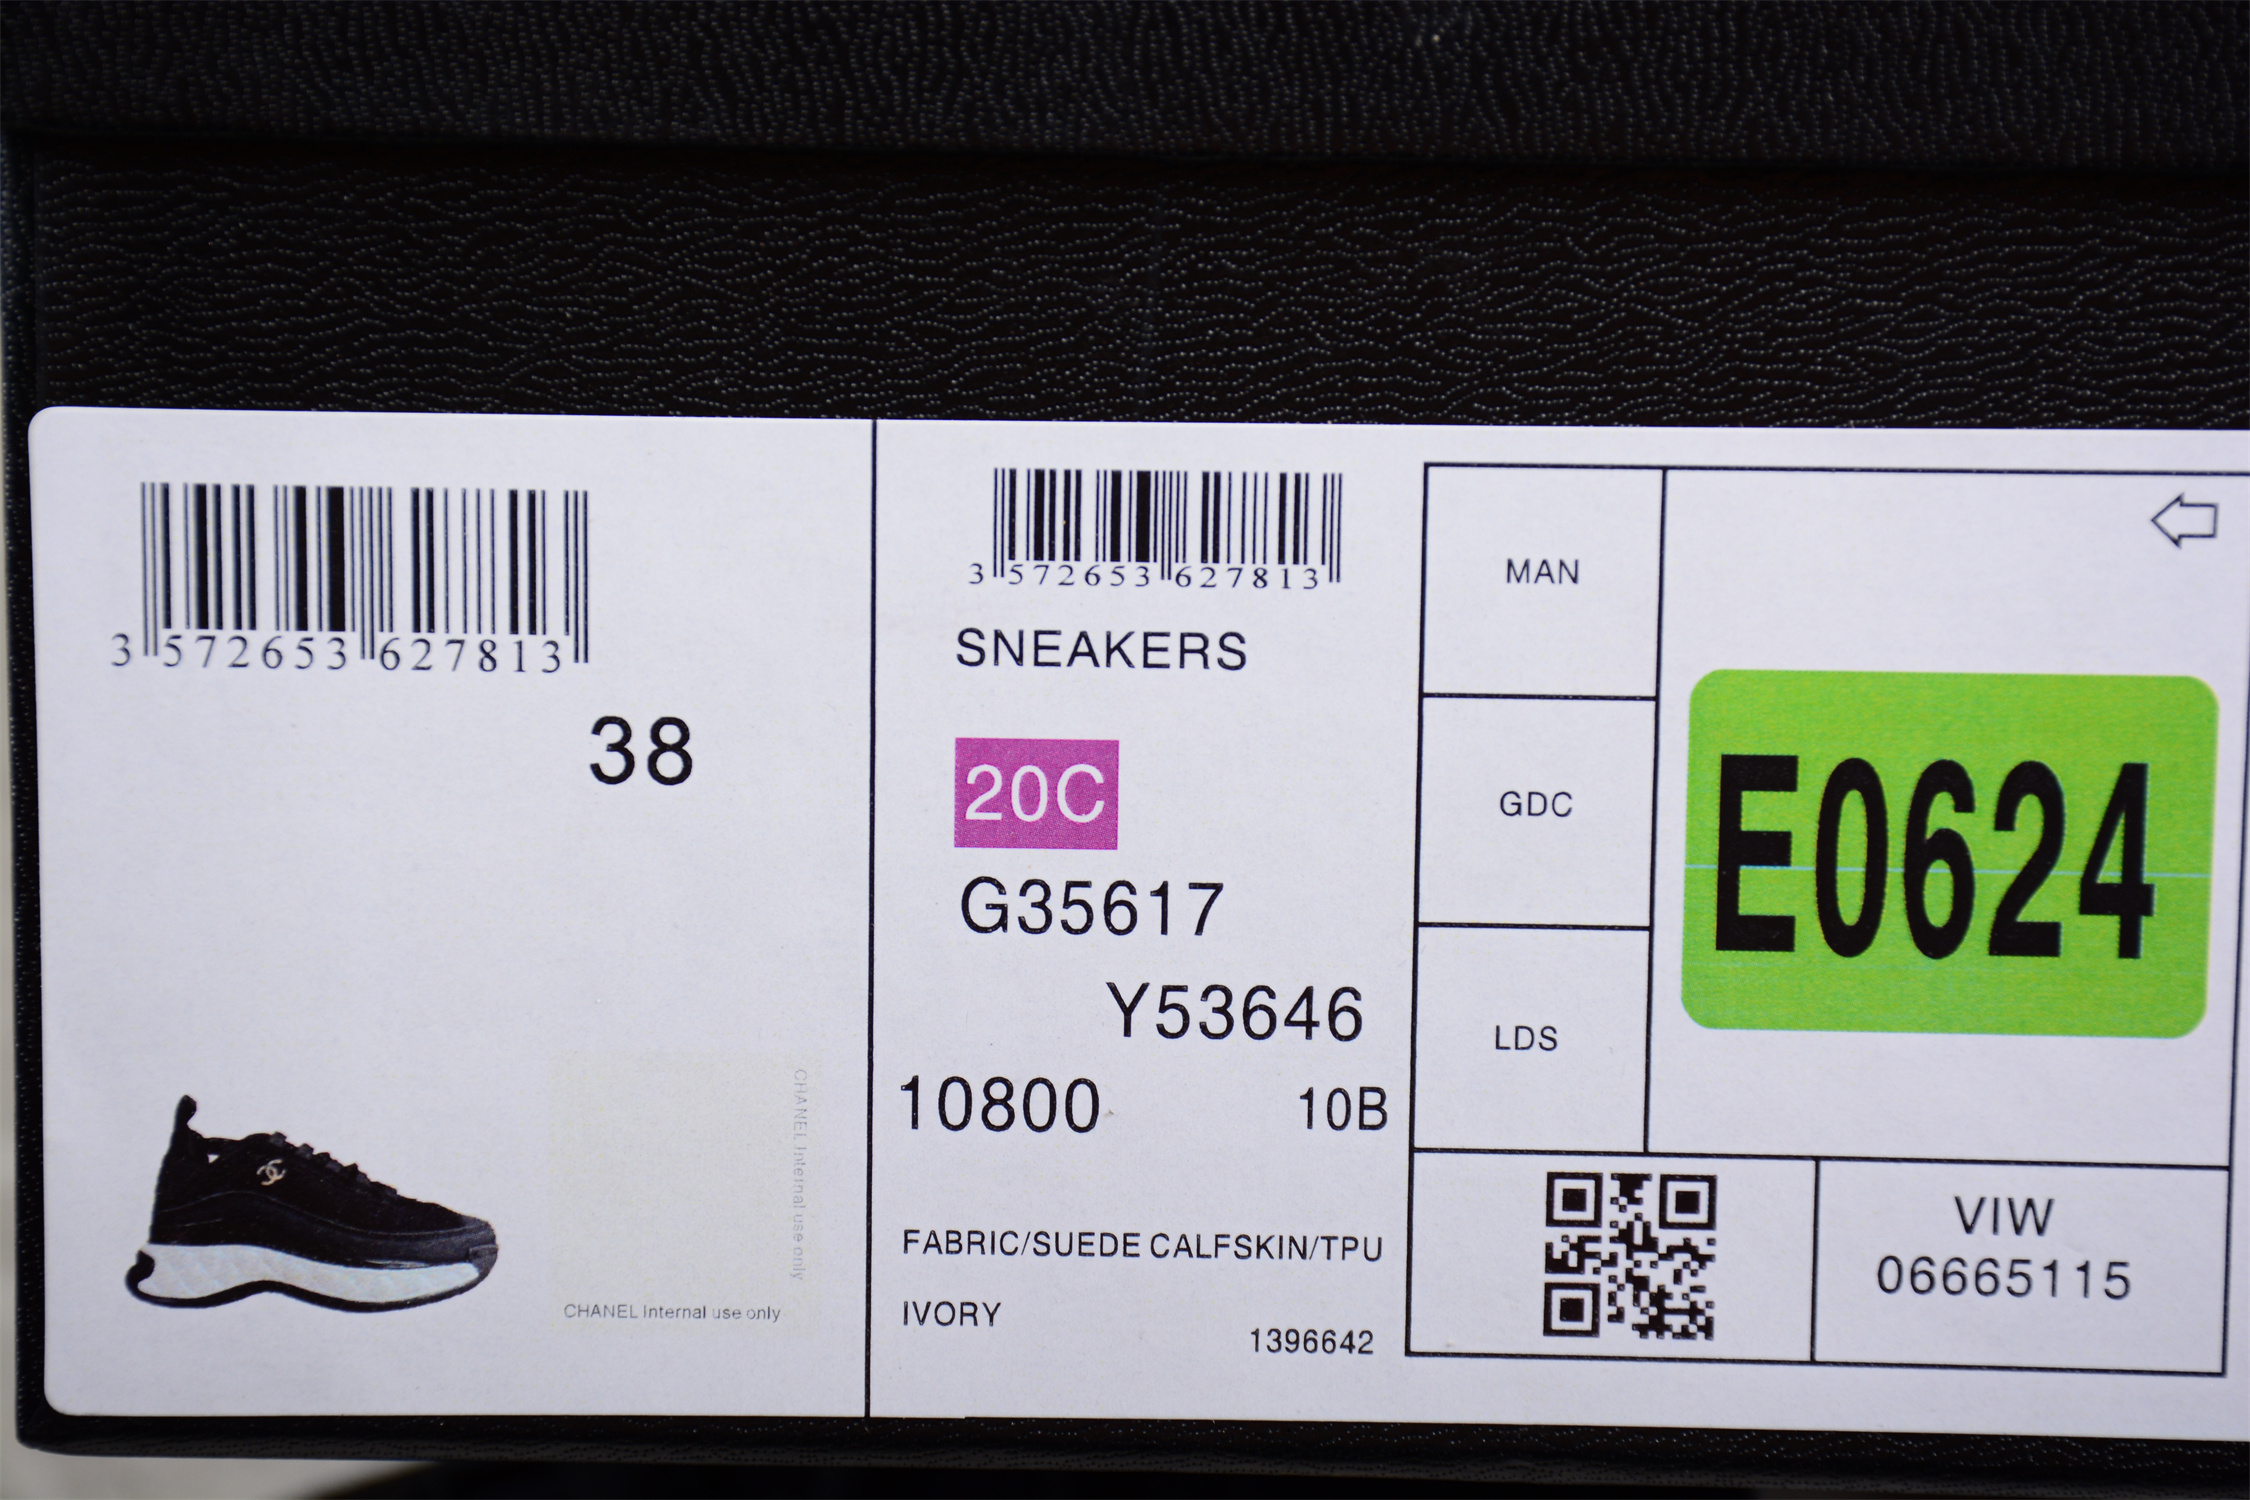 3 572653 627813
38
CHANEL Internal use only
CHANEL Internal use only
3 572653 627813
SNEAKERS
20C
G35617
Y53646
10800 10B
FABRIC/SUEDE CALFSKIN/TPU
IVORY
1396642
MAN
GDC
LDS
E0624
VIW
06665115